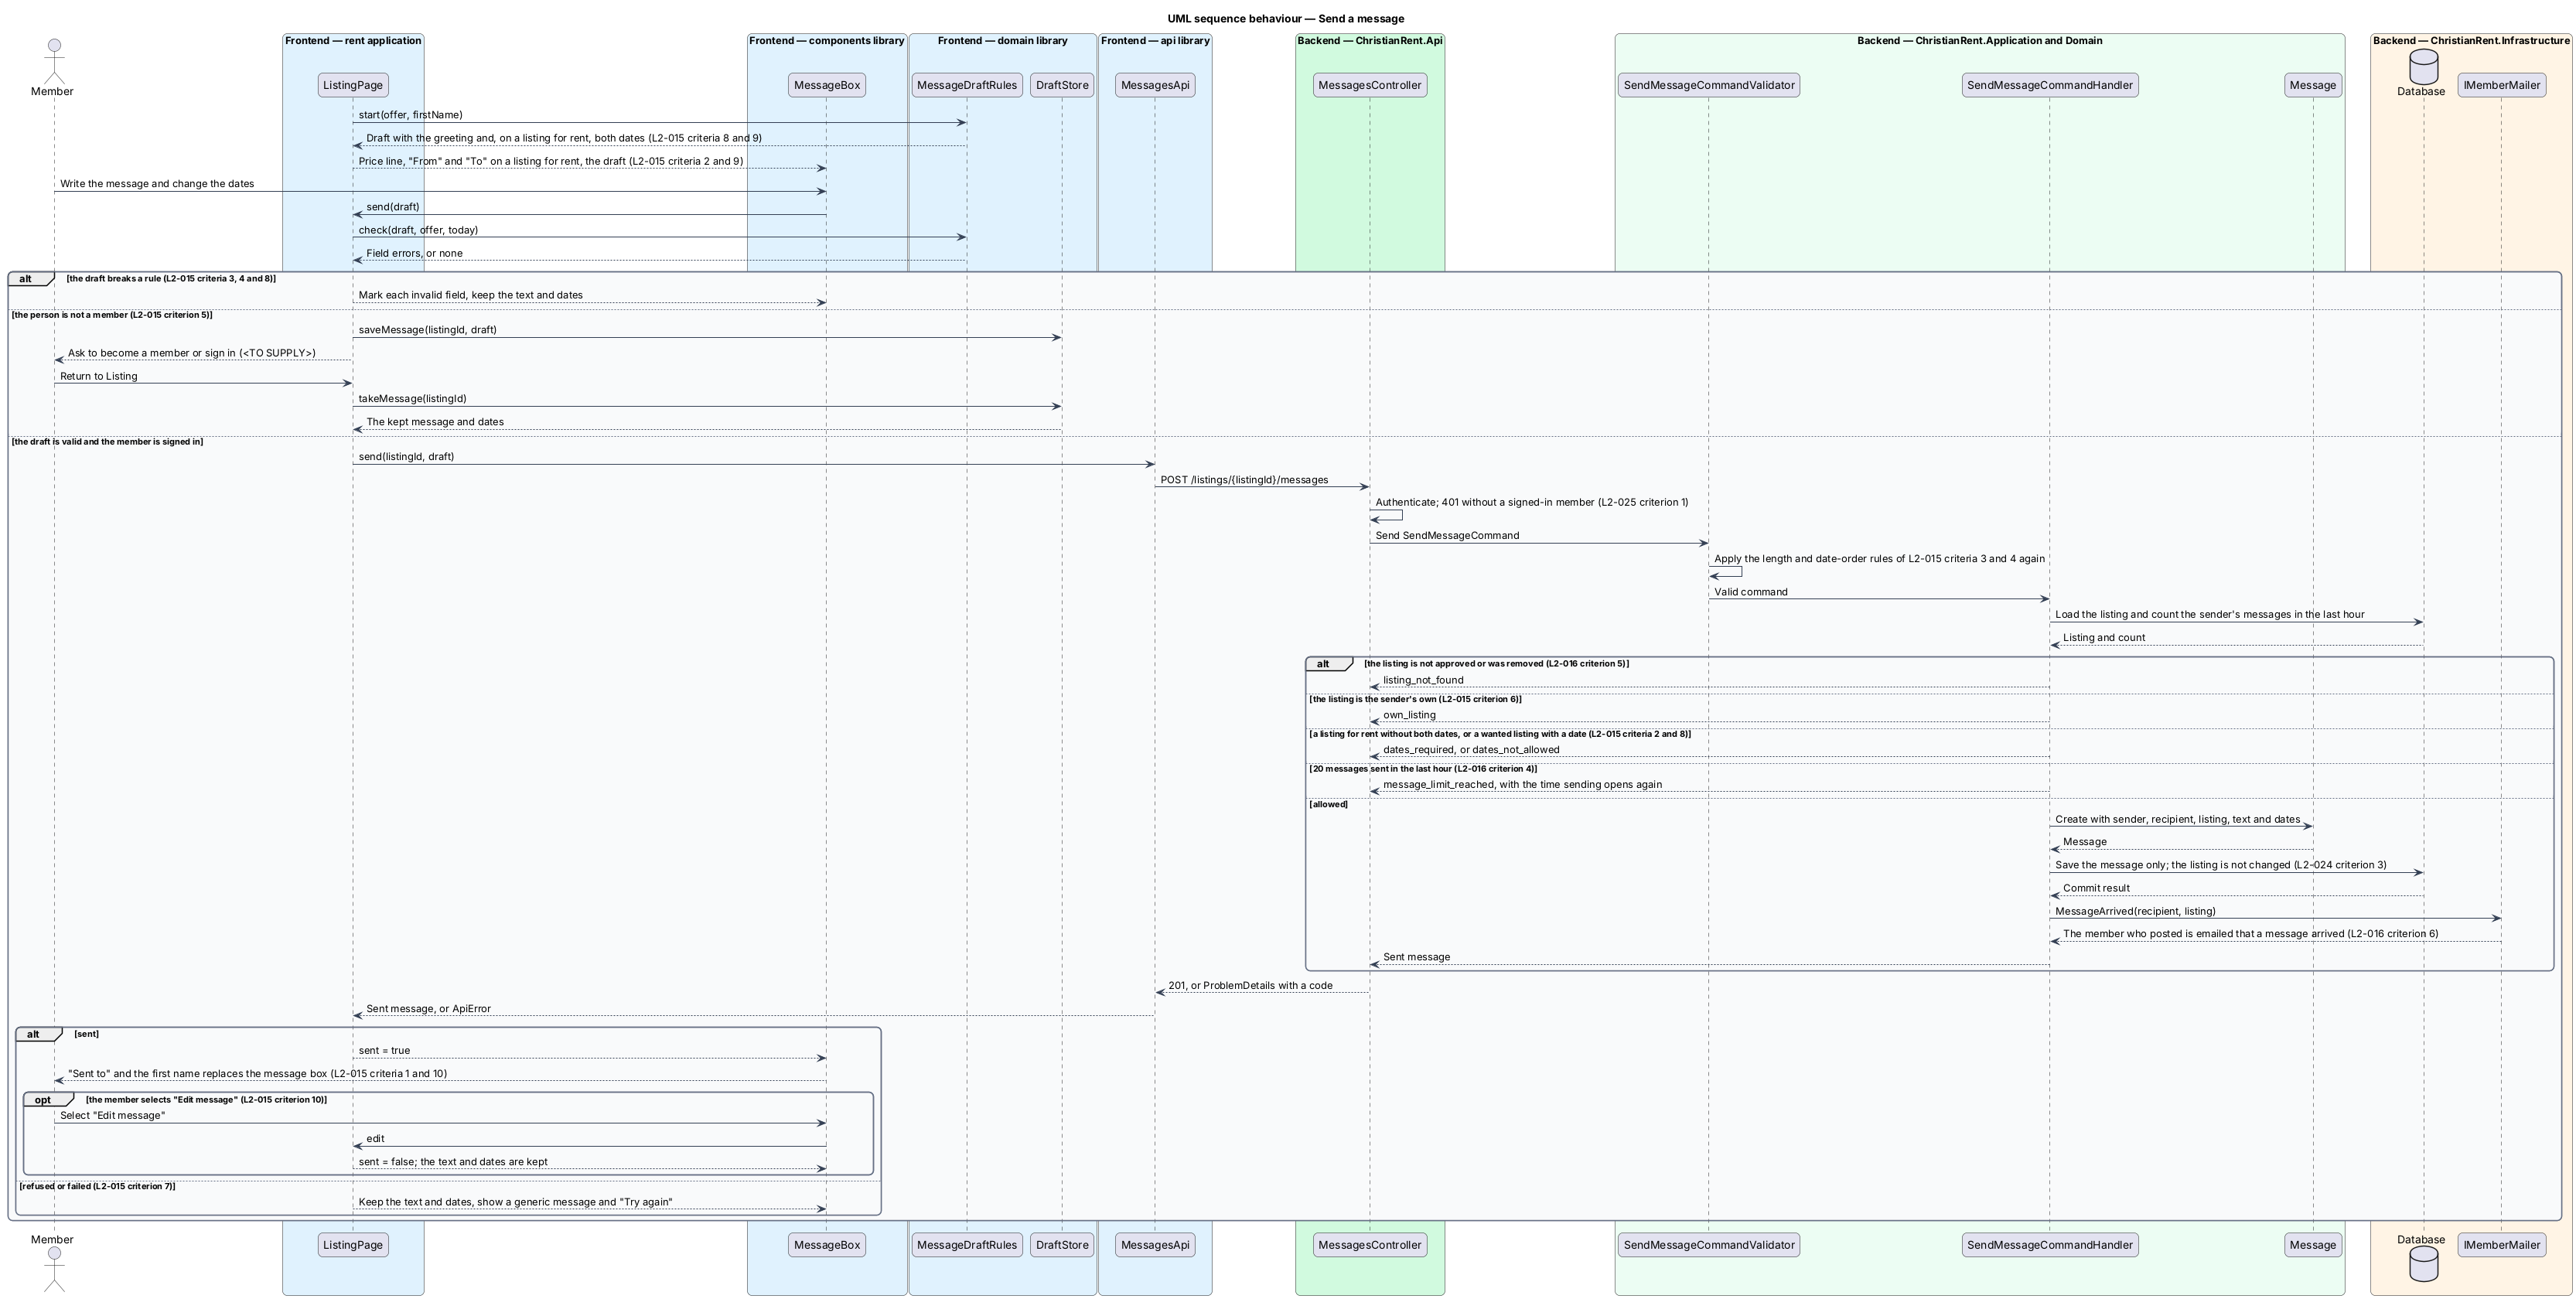 UML sequence behaviour — Send a message
Frontend — rent application
Frontend — components library
Frontend — domain library
Frontend — api library
Backend — ChristianRent.Api
Backend — ChristianRent.Application and Domain
Backend — ChristianRent.Infrastructure
Member
ListingPage
MessageBox
MessageDraftRules
DraftStore
MessagesApi
MessagesController
SendMessageCommandValidator
SendMessageCommandHandler
Message
Database
IMemberMailer
start(offer, firstName)
Draft with the greeting and, on a listing for rent, both dates (L2-015 criteria 8 and 9)
Price line, "From" and "To" on a listing for rent, the draft (L2-015 criteria 2 and 9)
Write the message and change the dates
send(draft)
check(draft, offer, today)
Field errors, or none
alt [the draft breaks a rule (L2-015 criteria 3, 4 and 8)]
Mark each invalid field, keep the text and dates
[the person is not a member (L2-015 criterion 5)]
saveMessage(listingId, draft)
Ask to become a member or sign in (<TO SUPPLY>)
Return to Listing
takeMessage(listingId)
The kept message and dates
[the draft is valid and the member is signed in]
send(listingId, draft)
POST /listings/{listingId}/messages
Authenticate; 401 without a signed-in member (L2-025 criterion 1)
Send SendMessageCommand
Apply the length and date-order rules of L2-015 criteria 3 and 4 again
Valid command
Load the listing and count the sender's messages in the last hour
Listing and count
alt [the listing is not approved or was removed (L2-016 criterion 5)]
listing_not_found
[the listing is the sender's own (L2-015 criterion 6)]
own_listing
[a listing for rent without both dates, or a wanted listing with a date (L2-015 criteria 2 and 8)]
dates_required, or dates_not_allowed
[20 messages sent in the last hour (L2-016 criterion 4)]
message_limit_reached, with the time sending opens again
[allowed]
Create with sender, recipient, listing, text and dates
Message
Save the message only; the listing is not changed (L2-024 criterion 3)
Commit result
MessageArrived(recipient, listing)
The member who posted is emailed that a message arrived (L2-016 criterion 6)
Sent message
201, or ProblemDetails with a code
Sent message, or ApiError
alt [sent]
sent = true
"Sent to" and the first name replaces the message box (L2-015 criteria 1 and 10)
opt [the member selects "Edit message" (L2-015 criterion 10)]
Select "Edit message"
edit
sent = false; the text and dates are kept
[refused or failed (L2-015 criterion 7)]
Keep the text and dates, show a generic message and "Try again"
Member
ListingPage
MessageBox
MessageDraftRules
DraftStore
MessagesApi
MessagesController
SendMessageCommandValidator
SendMessageCommandHandler
Message
Database
IMemberMailer